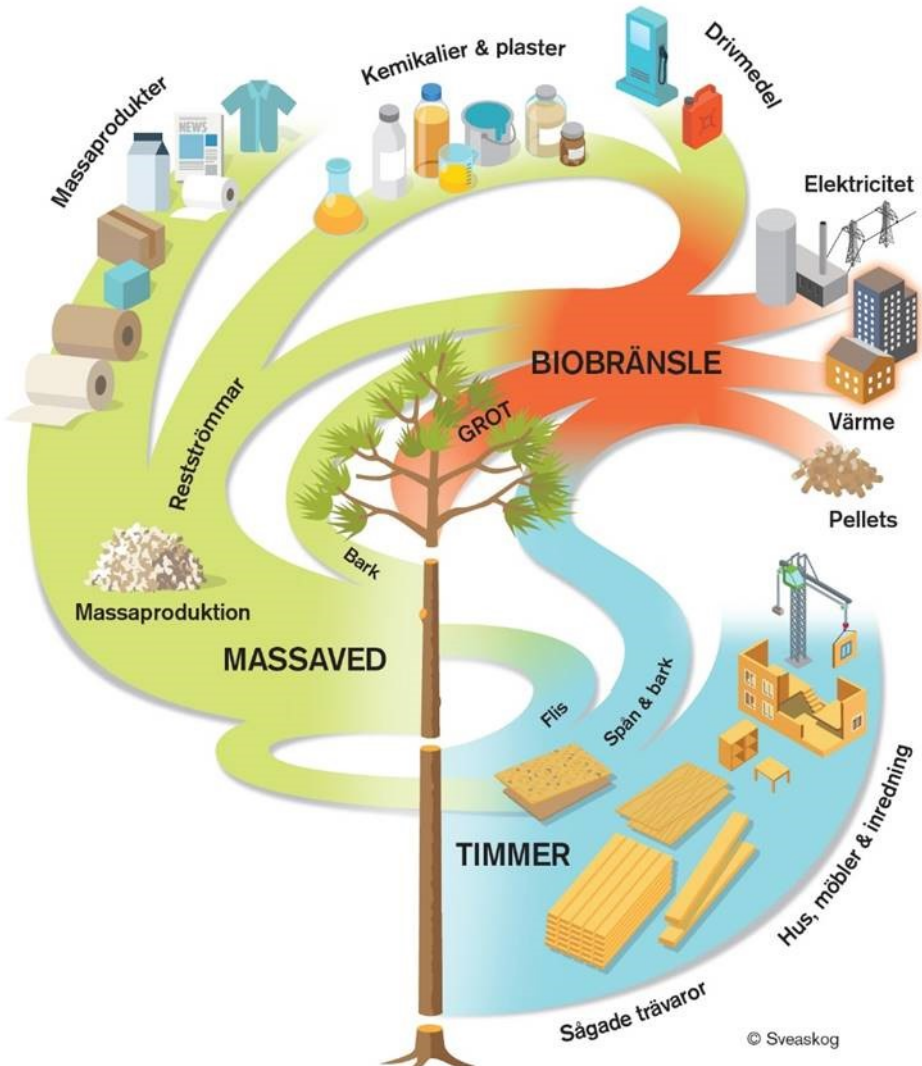 Kemikalier & plaster
Drivmedel
Massaprodukter
NEWS
Elektricitet
BIOBRÄNSLE
GROT
Värme
Restströmmar
Pellets
Bark
Massaproduktion
MASSAVED
Flis
Spån & bark
TIMMER
Hus, möbler & inredning
Sågade trävaror
© Sveaskog